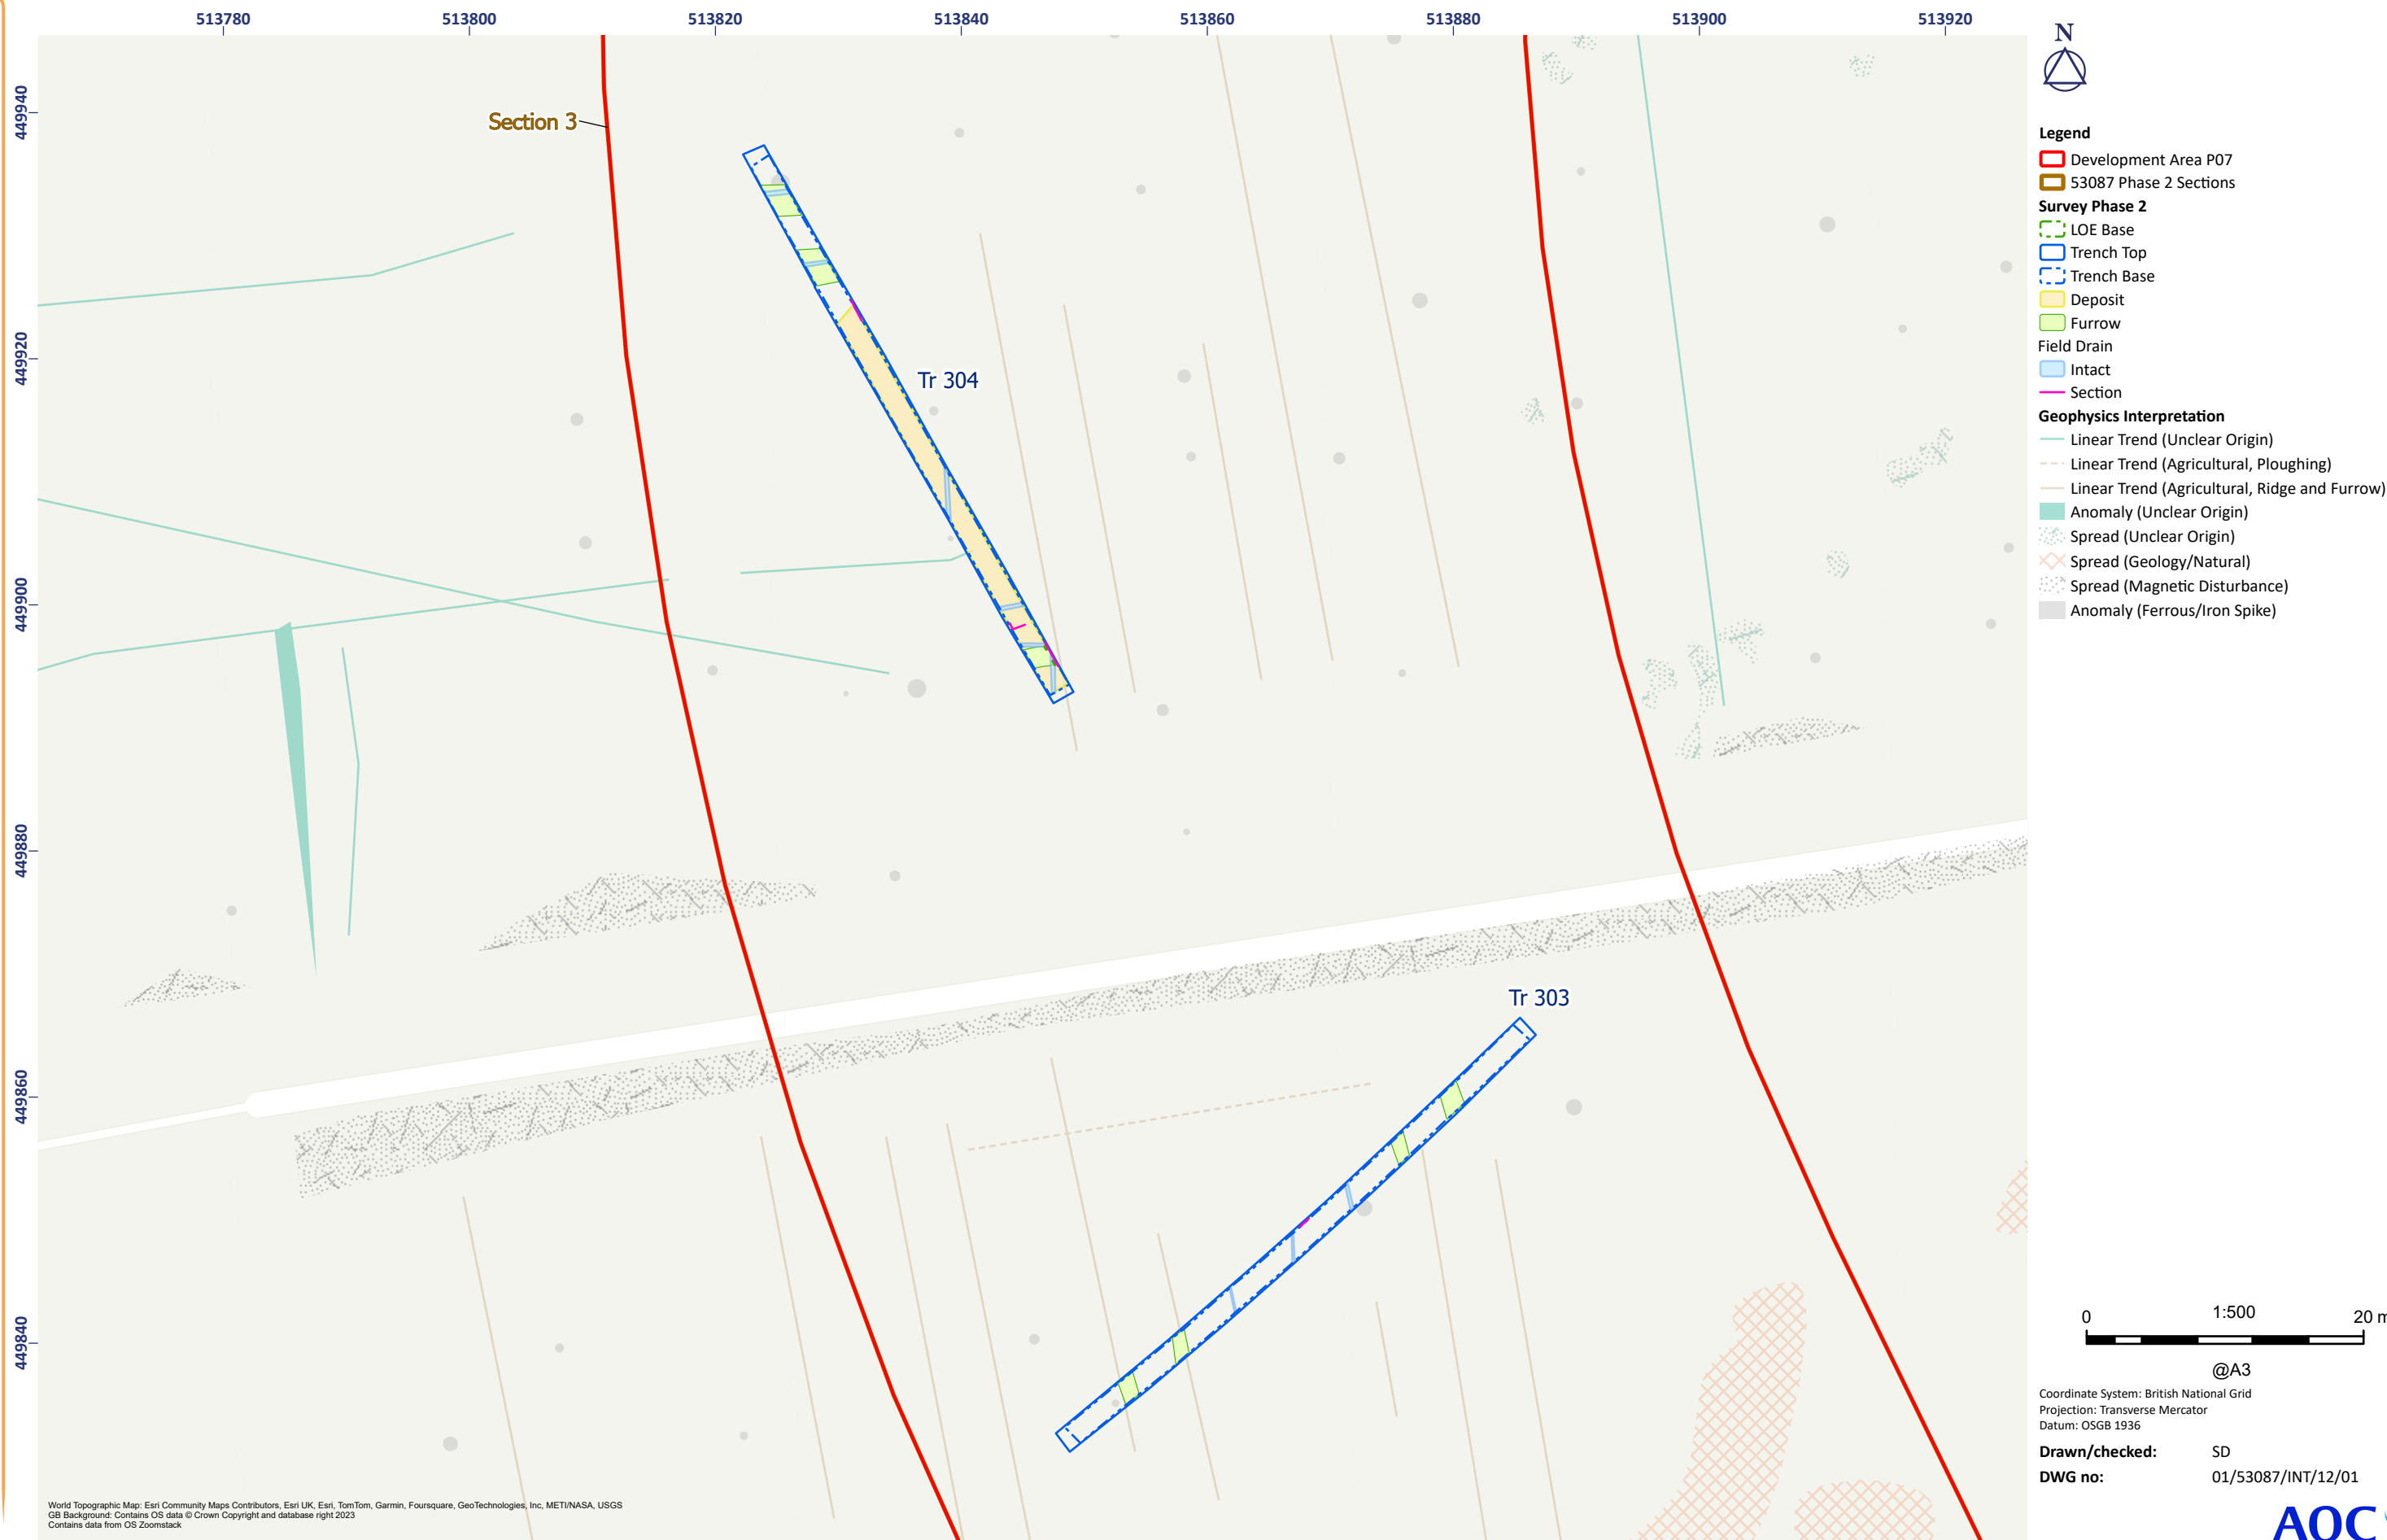 513780 513800 513820 513840 513860 513880 513900 513920
449940
449920
449900
449880
449860
449840
Section 3
Tr 304
Tr 303
N
Legend
Development Area P07
53087 Phase 2 Sections
Survey Phase 2
LOE Base
Trench Top
Trench Base
Deposit
Furrow
Field Drain
Intact
Section
Geophysics Interpretation
Linear Trend (Unclear Origin)
Linear Trend (Agricultural, Ploughing)
Linear Trend (Agricultural, Ridge and Furrow)
Anomaly (Unclear Origin)
Spread (Unclear Origin)
Spread (Geology/Natural)
Spread (Magnetic Disturbance)
Anomaly (Ferrous/Iron Spike)
0 1:500 20 m
@A3
Coordinate System: British National Grid
Projection: Transverse Mercator
Datum: OSGB 1936
Drawn/checked: SD
DWG no: 01/53087/INT/12/01
AOC
World Topographic Map: Esri Community Maps Contributors, Esri UK, Esri, TomTom, Garmin, Foursquare, GeoTechnologies, Inc, METI/NASA, USGS
GB Background: Contains OS data © Crown Copyright and database right 2023
Contains data from OS Zoomstack